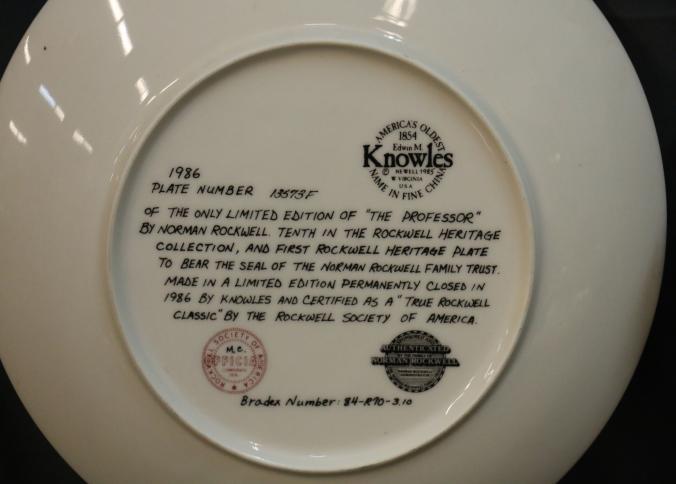 AMERICA'S OLDEST
1854
Edwin M.
Knowles
© NEWELL 1985
W VIRGINIA
USA
NAME IN FINE CHINA
1986
PLATE NUMBER 13573F
OF THE ONLY LIMITED EDITION OF "THE PROFESSOR"
BY NORMAN ROCKWELL. TENTH IN THE ROCKWELL HERITAGE
COLLECTION, AND FIRST ROCKWELL HERITAGE PLATE
TO BEAR THE SEAL OF THE NORMAN ROCKWELL FAMILY TRUST.
MADE IN A LIMITED EDITION PERMANENTLY CLOSED IN
1986 BY KNOWLES AND CERTIFIED AS A "TRUE ROCKWELL
CLASSIC" BY THE ROCKWELL SOCIETY OF AMERICA.
ROCKWELL SOCIETY OF AMERICA
M.C.
OFFICIAL
AUTHENTICATED
NORMAN ROCKWELL
Bradex Number: 84-R70-3.10